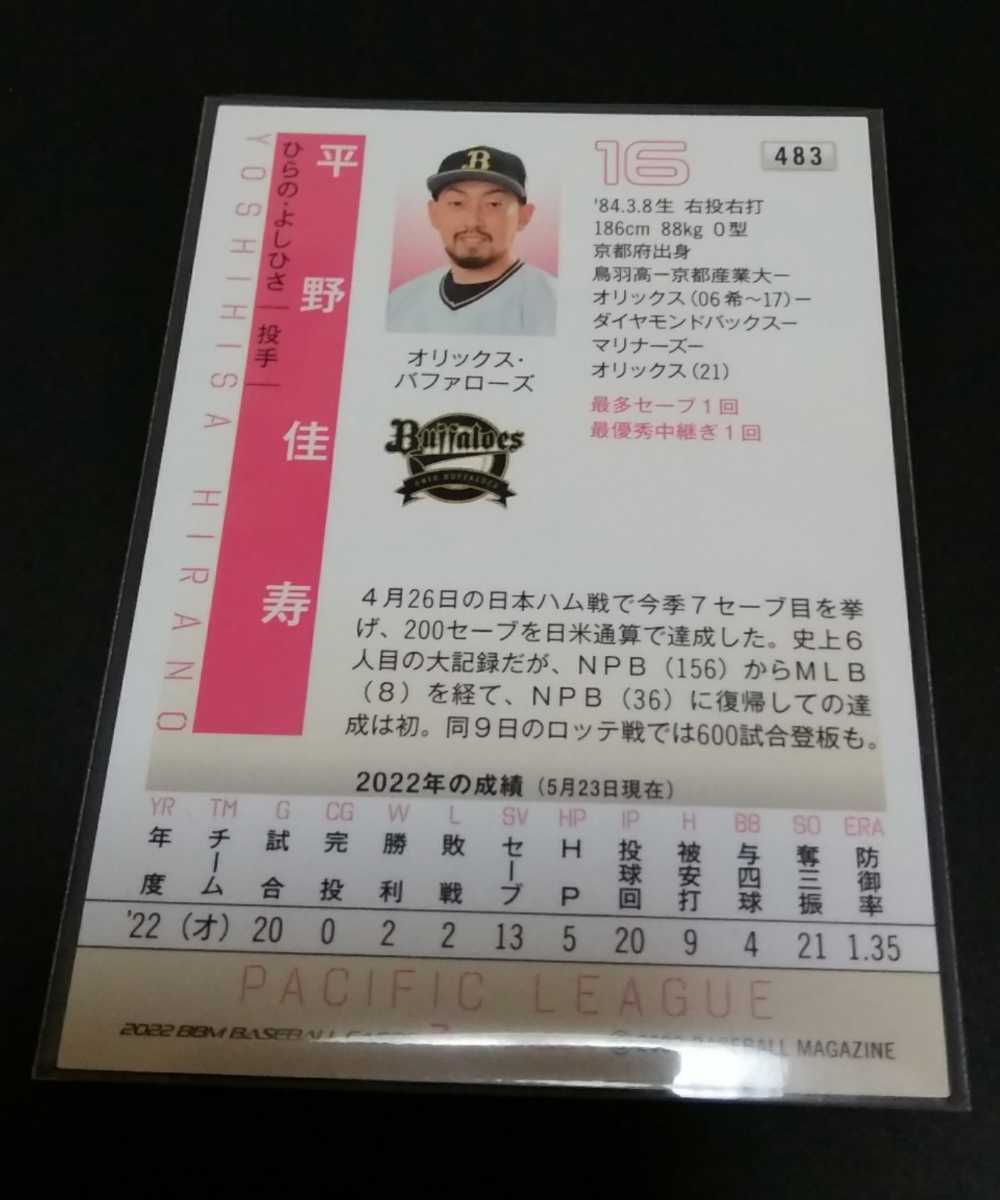 平野佳寿
ひらの・よしひさ 投手
YOSHIHISA HIRANO
B
オリックス・
バファローズ
Buffaloes
ORIX BUFFALOES
16
483
'84.3.8生 右投右打
186cm 88kg O型
京都府出身
鳥羽高ー京都産業大ー
オリックス(06希〜17)ー
ダイヤモンドバックスー
マリナーズー
オリックス(21)
最多セーブ1回
最優秀中継ぎ1回
4月26日の日本ハム戦で今季7セーブ目を挙
げ、200セーブを日米通算で達成した。史上6
人目の大記録だが、NPB(156)からMLB
(8)を経て、NPB(36)に復帰しての達
成は初。同9日のロッテ戦では600試合登板も。
2022年の成績(5月23日現在)
YR TM G CG W L SV HP IP H BB SO ERA
年度 チーム 試合 完投 勝利 敗戦 セーブ HP 投球回 被安打 与四球 奪三振 防御率
'22 (オ) 20 0 2 2 13 5 20 9 4 21 1.35
PACIFIC LEAGUE
2022 BBM BASEBALL
BASEBALL MAGAZINE